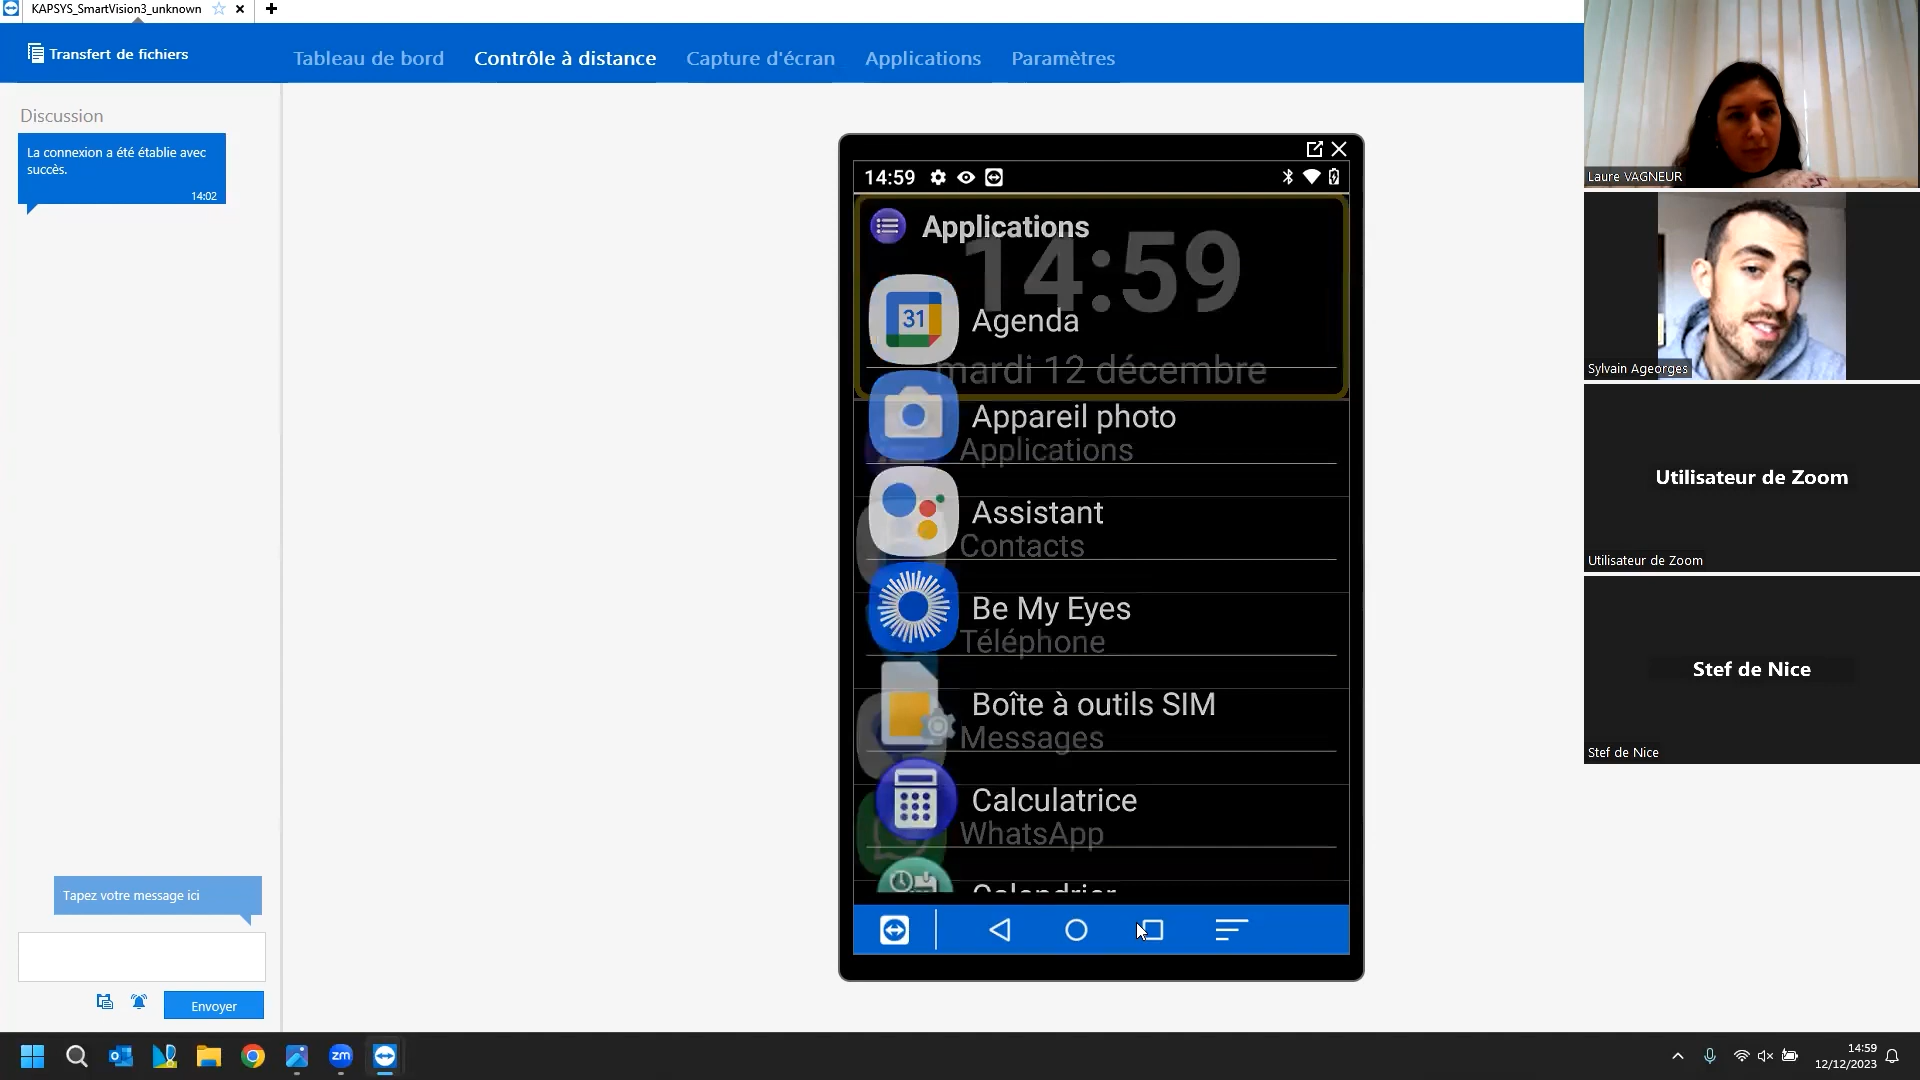 KAPSYS_SmartVision3_unknown
Transfert de fichiers
Tableau de bord
Contrôle à distance
Capture d'écran
Applications
Paramètres
Discussion
La connexion a été établie avec
succès.
14:02
Tapez votre message ici
Envoyer
14:59
Applications
14:59
31
Agenda
mardi 12 décembre
Appareil photo
Applications
Assistant
Contacts
Be My Eyes
Téléphone
Boîte à outils SIM
Messages
Calculatrice
WhatsApp
Calendrier
Laure VAGNEUR
Sylvain Ageorges
Utilisateur de Zoom
Utilisateur de Zoom
Stef de Nice
Stef de Nice
zm
14:59
12/12/2023